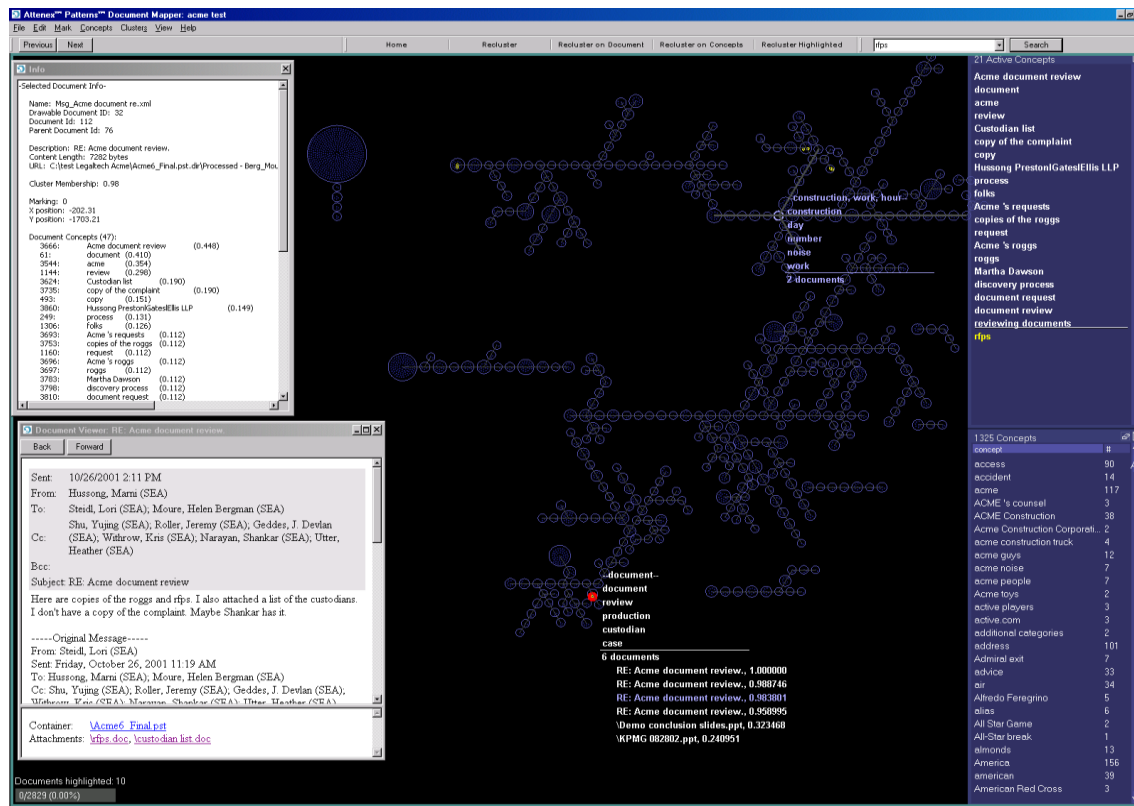 Attenex™ Patterns™ Document Mapper: acme test
File Edit Mark Concepts Clusters View Help
Previous Next Home Recluster Recluster on Document Recluster on Concepts Recluster Highlighted rfps Search
Info
-Selected Document Info-
Name: Msg_Acme document re.xml
Drawable Document ID: 32
Document Id: 112
Parent Document Id: 76
Description: RE: Acme document review.
Content Length: 7282 bytes
URL: C:\test Legaltech Acme\Acme6_Final.pst.dir\Processed - Berg_Mou
Cluster Membership: 0.98
Marking: 0
X position: -202.31
Y position: -1703.21
Document Concepts (47):
3666: Acme document review (0.448)
61: document (0.410)
3544: acme (0.354)
1144: review (0.298)
3624: Custodian list (0.190)
3735: copy of the complaint (0.190)
493: copy (0.151)
3860: Hussong Preston|Gates|Ellis LLP (0.149)
249: process (0.131)
1306: folks (0.126)
3693: Acme 's requests (0.112)
3753: copies of the roggs (0.112)
1160: request (0.112)
3696: Acme 's roggs (0.112)
3697: roggs (0.112)
3783: Martha Dawson (0.112)
3798: discovery process (0.112)
3810: document request (0.112)
Document Viewer: RE: Acme document review
Back Forward
Sent: 10/26/2001 2:11 PM
From: Hussong, Marni (SEA)
To: Steidl, Lori (SEA); Moure, Helen Bergman (SEA)
Shu, Yujing (SEA); Roller, Jeremy (SEA); Geddes, J. Devlan
Cc: (SEA); Withrow, Kris (SEA); Narayan, Shankar (SEA); Utter,
Heather (SEA)
Bcc:
Subject: RE: Acme document review
Here are copies of the roggs and rfps. I also attached a list of the custodians.
I don't have a copy of the complaint. Maybe Shankar has it.
-----Original Message-----
From: Steidl, Lori (SEA)
Sent: Friday, October 26, 2001 11:19 AM
To: Hussong, Marni (SEA); Moure, Helen Bergman (SEA)
Cc: Shu, Yujing (SEA); Roller, Jeremy (SEA); Geddes, J. Devlan (SEA);
Withrow, Kris (SEA); Narayan, Shankar (SEA); Utter, Heather (SEA)
Container: \Acme6_Final.pst
Attachments: \rfps.doc, \custodian list.doc
Documents highlighted: 10
0/2829 (0.00%)
--construction, work, hour--
construction
day
number
noise
work
2 documents
--document--
document
review
production
custodian
case
6 documents
RE: Acme document review., 1.000000
RE: Acme document review., 0.988746
RE: Acme document review., 0.983801
RE: Acme document review., 0.958995
\Demo conclusion slides.ppt, 0.323468
\KPMG 082802.ppt, 0.240951
21 Active Concepts
Acme document review
document
acme
review
Custodian list
copy of the complaint
copy
Hussong Preston|Gates|Ellis LLP
process
folks
Acme 's requests
copies of the roggs
request
Acme 's roggs
roggs
Martha Dawson
discovery process
document request
document review
reviewing documents
rfps
1325 Concepts
concept #
access 90
accident 14
acme 117
ACME 's counsel 3
ACME Construction 38
Acme Construction Corporati... 2
acme construction truck 4
acme guys 12
acme noise 7
acme people 7
Acme toys 2
active players 3
active.com 3
additional categories 2
address 101
Admiral exit 7
advice 33
air 34
Alfredo Feregrino 5
alias 6
All Star Game 2
All-Star break 1
almonds 13
America 156
american 39
American Red Cross 3